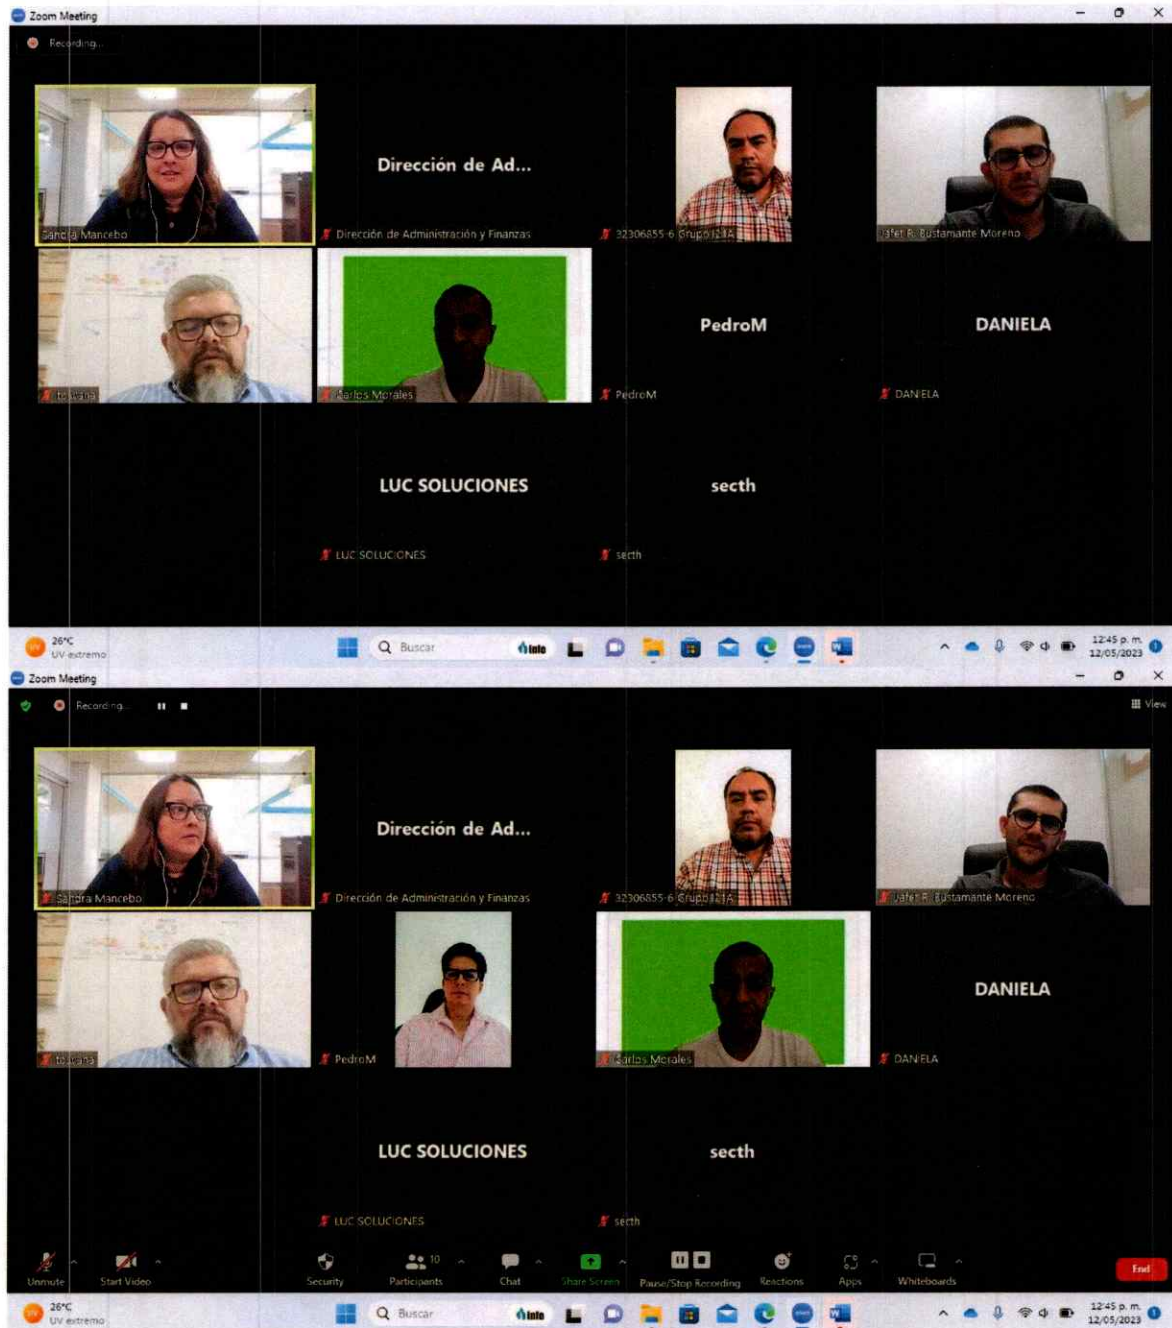 Zoom Meeting
Recording...
Sandra Mancebo
Dirección de Ad...
Dirección de Administración y Finanzas
32306855-6 Grupo I21A
Jafet R. Bustamante Moreno
Carlos Morales
PedroM
PedroM
DANIELA
DANIELA
LUC SOLUCIONES
LUC SOLUCIONES
secth
secth
26°C
UV extremo
Buscar
12:45 p. m.
12/05/2023
Zoom Meeting
Recording...
View
Sandra Mancebo
Dirección de Ad...
Dirección de Administración y Finanzas
32306855-6 Grupo I21A
Jafet R. Bustamante Moreno
PedroM
Carlos Morales
DANIELA
DANIELA
LUC SOLUCIONES
LUC SOLUCIONES
secth
secth
Unmute
Start Video
Security
10
Participants
Chat
Share Screen
Pause/Stop Recording
Reactions
Apps
Whiteboards
End
26°C
UV extremo
Buscar
12:45 p. m.
12/05/2023